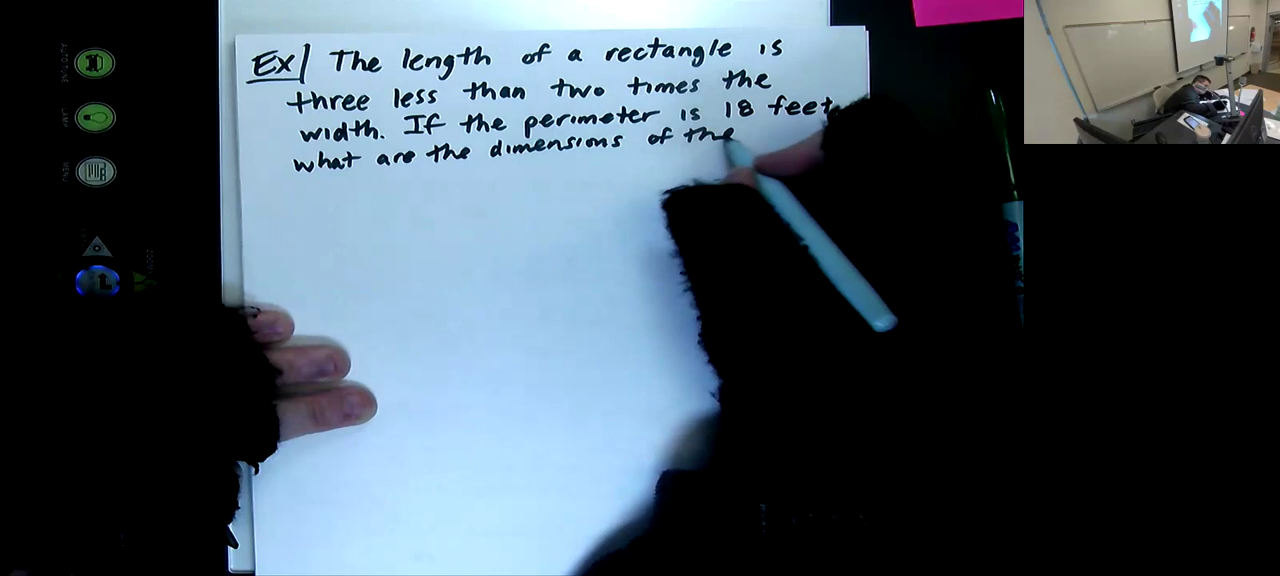 Ex| The length of a rectangle is
three less than two times the
width. If the perimeter is 18 feet
what are the dimensions of the